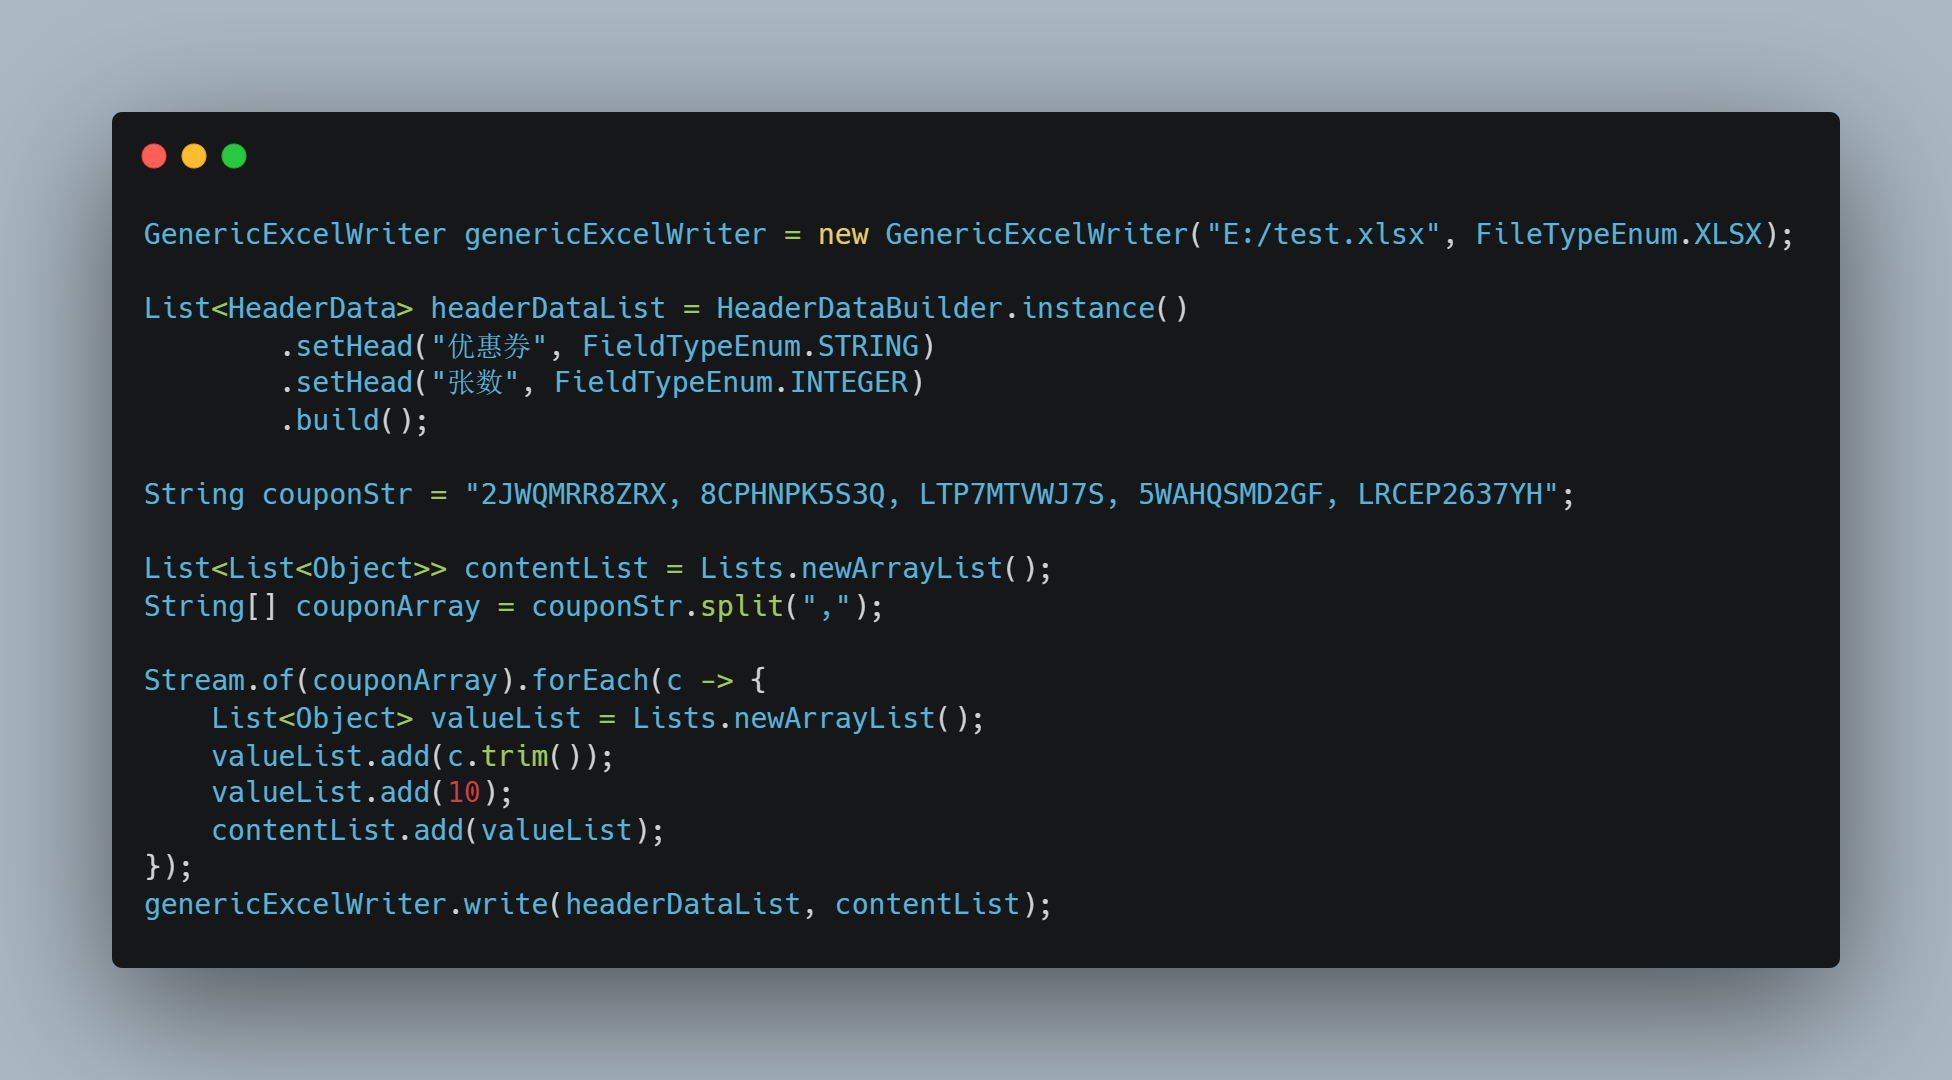 GenericExcelWriter genericExcelWriter = new GenericExcelWriter("E:/test.xlsx", FileTypeEnum.XLSX);
List<HeaderData> headerDataList = HeaderDataBuilder.instance()
.setHead("优惠券", FieldTypeEnum.STRING)
.setHead("张数", FieldTypeEnum.INTEGER)
.build();
String couponStr = "2JWQMRR8ZRX, 8CPHNPK5S3Q, LTP7MTVWJ7S, 5WAHQSMD2GF, LRCEP2637YH";
List<List<Object>> contentList = Lists.newArrayList();
String[] couponArray = couponStr.split(",");
Stream.of(couponArray).forEach(c -> {
List<Object> valueList = Lists.newArrayList();
valueList.add(c.trim());
valueList.add(10);
contentList.add(valueList);
});
genericExcelWriter.write(headerDataList, contentList);